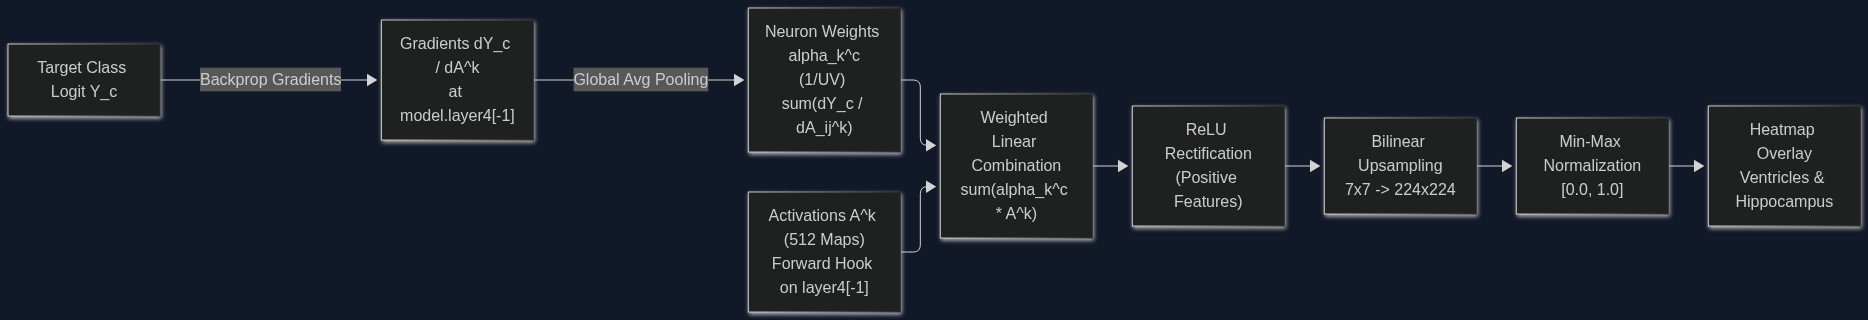 Target Class
Logit Y_c
Backprop Gradients
Gradients dY_c
/ dA^k
at
model.layer4[-1]
Global Avg Pooling
Neuron Weights
alpha_k^c
(1/UV)
sum(dY_c /
dA_ij^k)
Activations A^k
(512 Maps)
Forward Hook
on layer4[-1]
Weighted
Linear
Combination
sum(alpha_k^c
* A^k)
ReLU
Rectification
(Positive
Features)
Bilinear
Upsampling
7x7 -> 224x224
Min-Max
Normalization
[0.0, 1.0]
Heatmap
Overlay
Ventricles &
Hippocampus